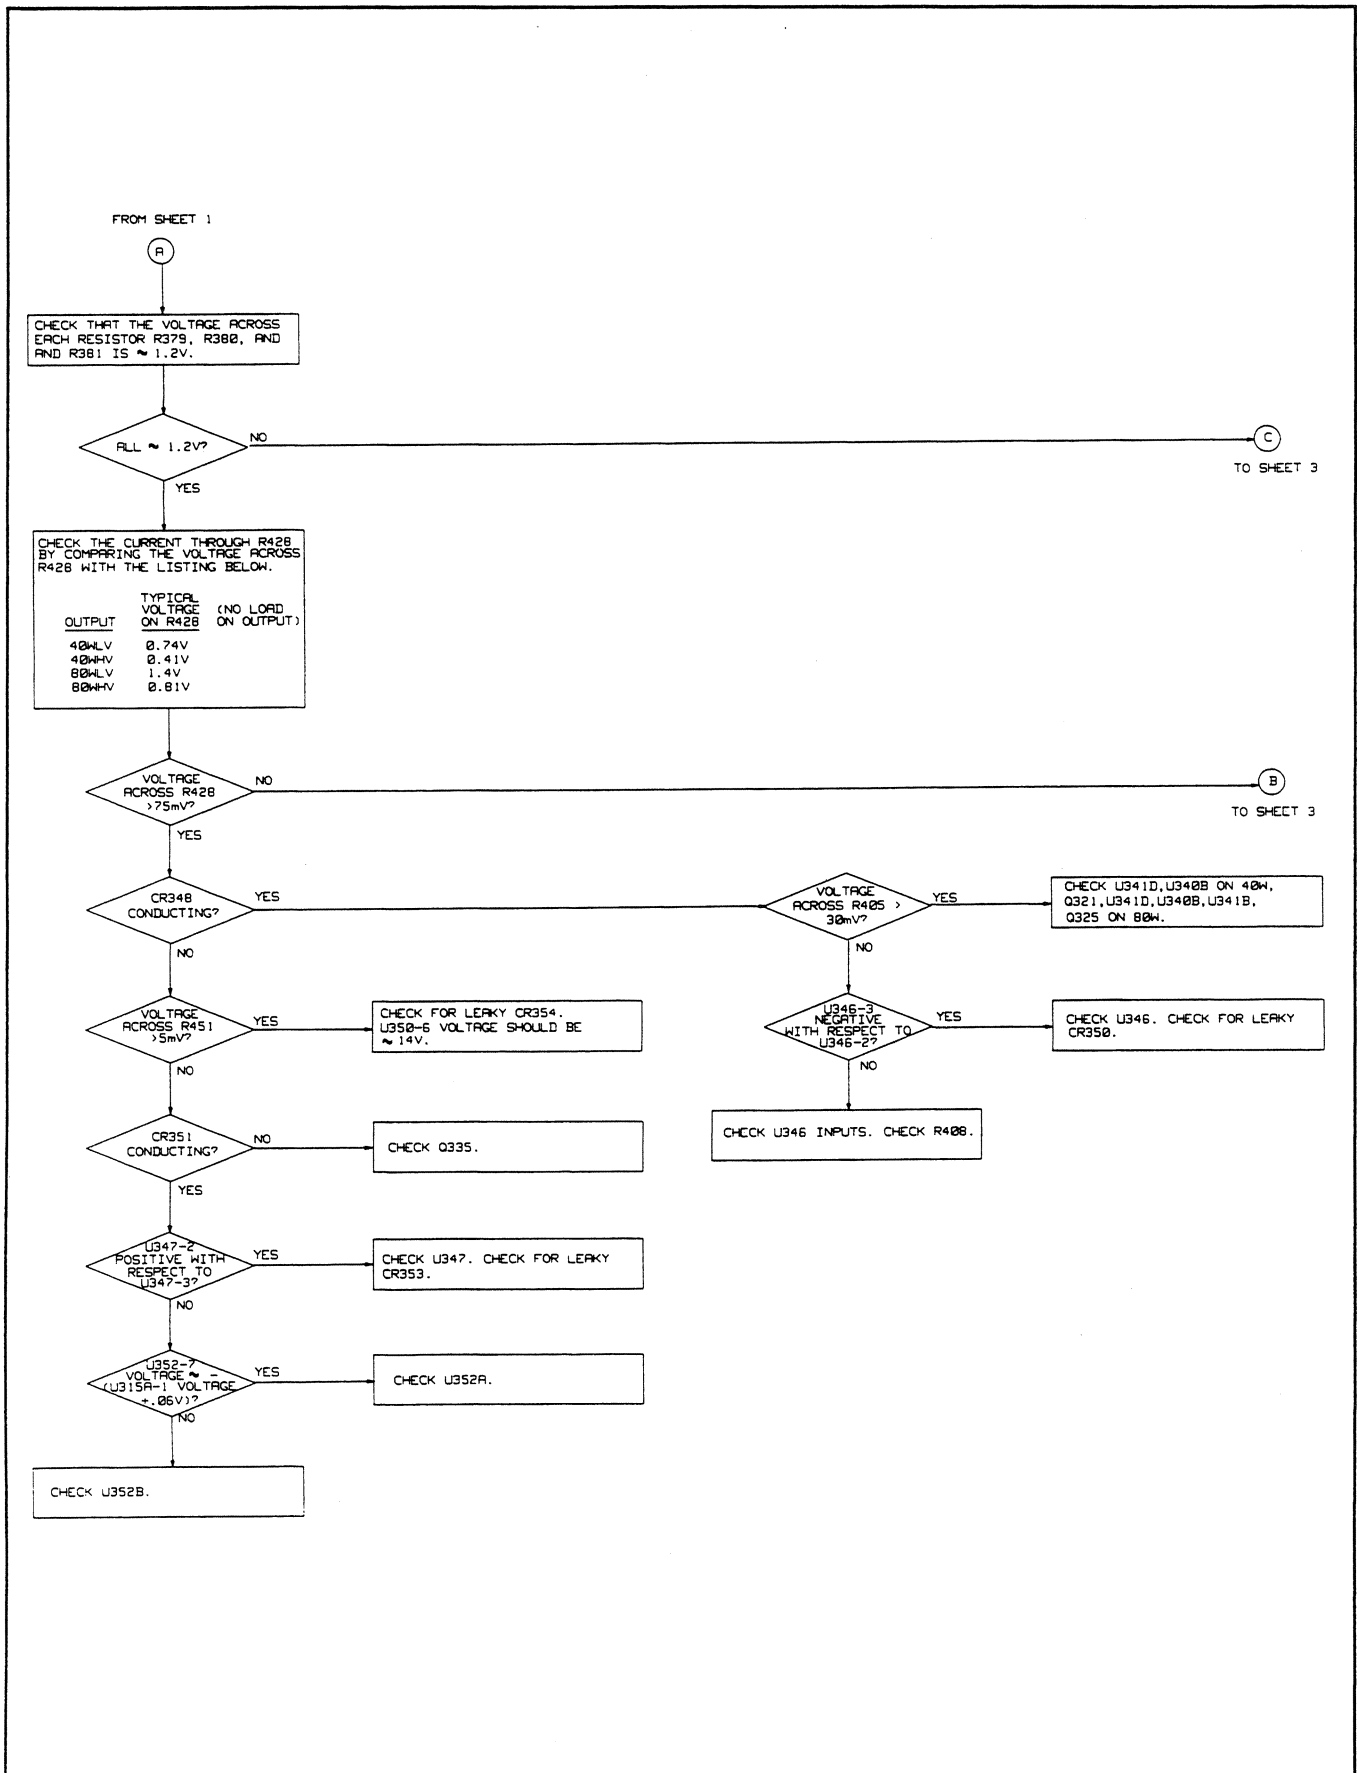 FROM SHEET 1
A
CHECK THAT THE VOLTAGE ACROSS
EACH RESISTOR R379, R380, AND
AND R381 IS ≈ 1.2V.
ALL ≈ 1.2V?
NO
C
TO SHEET 3
YES
CHECK THE CURRENT THROUGH R428
BY COMPARING THE VOLTAGE ACROSS
R428 WITH THE LISTING BELOW.
TYPICAL
VOLTAGE (NO LOAD
OUTPUT ON R428 ON OUTPUT)
40WLV 0.74V
40WHV 0.41V
80WLV 1.4V
80WHV 0.81V
VOLTAGE
ACROSS R428
>75mV?
NO
B
TO SHEET 3
YES
CR348
CONDUCTING?
YES
VOLTAGE
ACROSS R405 >
30mV?
YES
CHECK U341D,U340B ON 40W,
Q321,U341D,U340B,U341B,
Q325 ON 80W.
NO
NO
VOLTAGE
ACROSS R451
>5mV?
YES
CHECK FOR LEAKY CR354.
U350-6 VOLTAGE SHOULD BE
≈ 14V.
U346-3
NEGATIVE
WITH RESPECT TO
U346-2?
YES
CHECK U346. CHECK FOR LEAKY
CR350.
NO
NO
CR351
CONDUCTING?
NO
CHECK Q335.
CHECK U346 INPUTS. CHECK R408.
YES
U347-2
POSITIVE WITH
RESPECT TO
U347-3?
YES
CHECK U347. CHECK FOR LEAKY
CR353.
NO
U352-7
VOLTAGE ≈ -
(U315A-1 VOLTAGE
+.06V)?
YES
CHECK U352A.
NO
CHECK U352B.